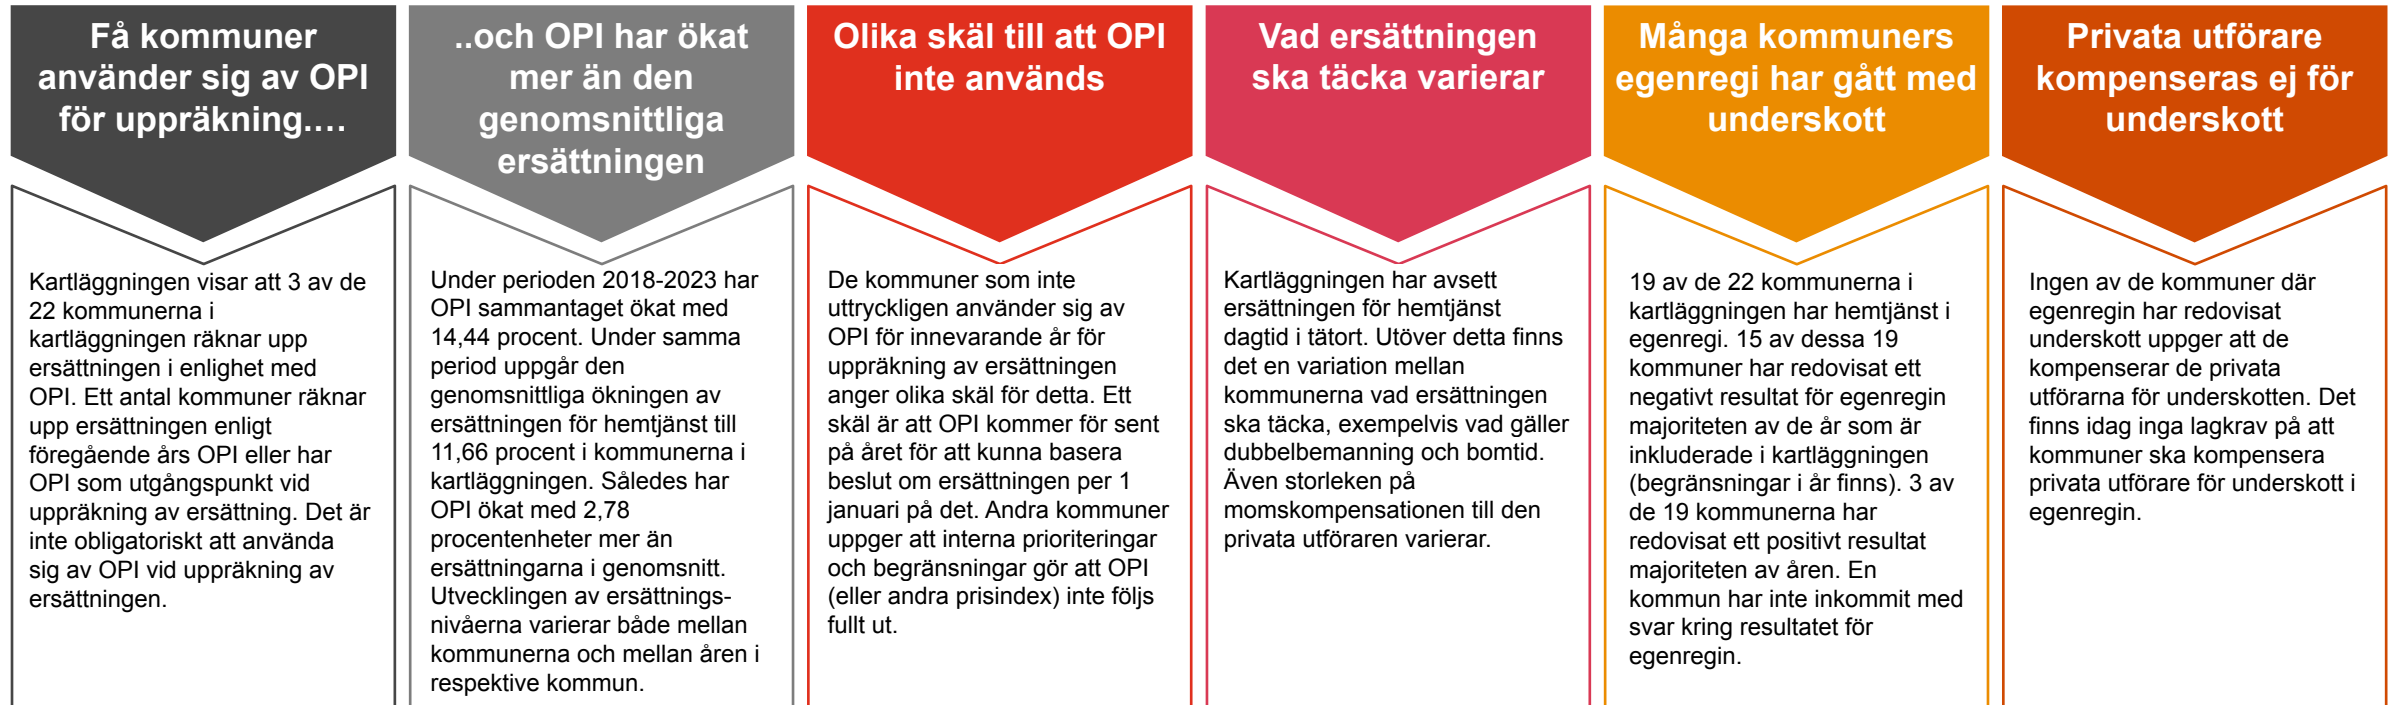 Få kommuner
använder sig av OPI
för uppräkning.…
Kartläggningen visar att 3 av de
22 kommunerna i
kartläggningen räknar upp
ersättningen i enlighet med
OPI. Ett antal kommuner räknar
upp ersättningen enligt
föregående års OPI eller har
OPI som utgångspunkt vid
uppräkning av ersättning. Det är
inte obligatoriskt att använda
sig av OPI vid uppräkning av
ersättningen.
..och OPI har ökat
mer än den
genomsnittliga
ersättningen
Under perioden 2018-2023 har
OPI sammantaget ökat med
14,44 procent. Under samma
period uppgår den
genomsnittliga ökningen av
ersättningen för hemtjänst till
11,66 procent i kommunerna i
kartläggningen. Således har
OPI ökat med 2,78
procentenheter mer än
ersättningarna i genomsnitt.
Utvecklingen av ersättnings-
nivåerna varierar både mellan
kommunerna och mellan åren i
respektive kommun.
Olika skäl till att OPI
inte används
De kommuner som inte
uttryckligen använder sig av
OPI för innevarande år för
uppräkning av ersättningen
anger olika skäl för detta. Ett
skäl är att OPI kommer för sent
på året för att kunna basera
beslut om ersättningen per 1
januari på det. Andra kommuner
uppger att interna prioriteringar
och begränsningar gör att OPI
(eller andra prisindex) inte följs
fullt ut.
Vad ersättningen
ska täcka varierar
Kartläggningen har avsett
ersättningen för hemtjänst
dagtid i tätort. Utöver detta finns
det en variation mellan
kommunerna vad ersättningen
ska täcka, exempelvis vad gäller
dubbelbemanning och bomtid.
Även storleken på
momskompensationen till den
privata utföraren varierar.
Många kommuners
egenregi har gått med
underskott
19 av de 22 kommunerna i
kartläggningen har hemtjänst i
egenregi. 15 av dessa 19
kommuner har redovisat ett
negativt resultat för egenregin
majoriteten av de år som är
inkluderade i kartläggningen
(begränsningar i år finns). 3 av
de 19 kommunerna har
redovisat ett positivt resultat
majoriteten av åren. En
kommun har inte inkommit med
svar kring resultatet för
egenregin.
Privata utförare
kompenseras ej för
underskott
Ingen av de kommuner där
egenregin har redovisat
underskott uppger att de
kompenserar de privata
utförarna för underskotten. Det
finns idag inga lagkrav på att
kommuner ska kompensera
privata utförare för underskott i
egenregin.